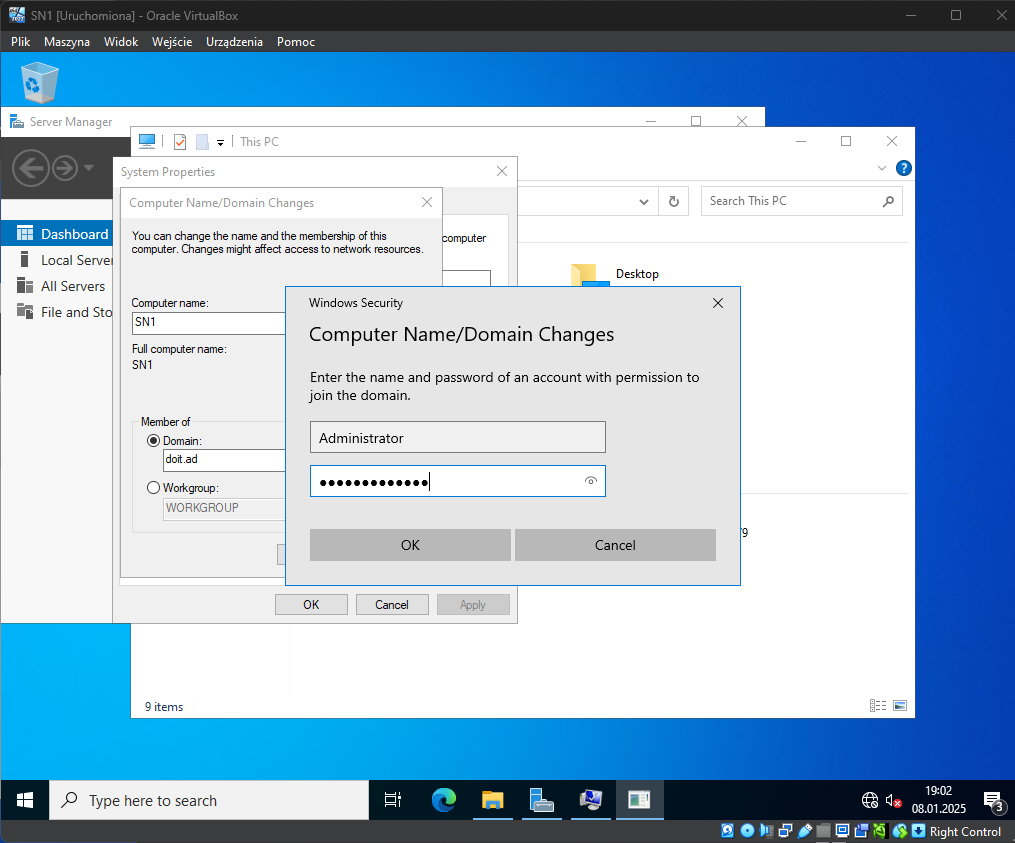 SN1 [Uruchomiona] - Oracle VirtualBox
Plik Maszyna Widok Wejście Urządzenia Pomoc
Server Manager
This PC
System Properties
Search This PC
Computer Name/Domain Changes
You can change the name and the membership of this
computer. Changes might affect access to network resources.
computer
Dashboard
Local Server
All Servers
File and Sto
Desktop
Computer name:
SN1
Full computer name:
SN1
Member of
Domain:
doit.ad
Workgroup:
WORKGROUP
Windows Security
Computer Name/Domain Changes
Enter the name and password of an account with permission to
join the domain.
Administrator
OK Cancel
OK Cancel Apply
9 items
Type here to search
19:02
08.01.2025
3
Right Control